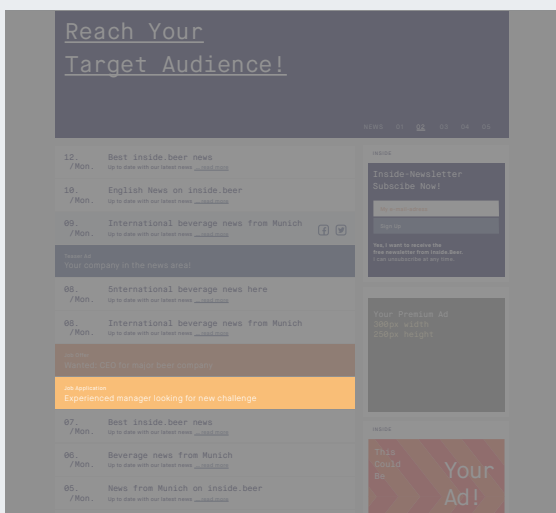 Reach Your
Target Audience!
NEWS 01 02 03 04 05
12. Best inside.beer news
/Mon. Up to date with our latest news ....read more
10. English News on inside.beer
/Mon. Up to date with our latest news ....read more
09. International beverage news from Munich
/Mon. Up to date with our latest news ....read more
Teaser Ad
Your company in the news area!
08. Snternational beverage news here
/Mon. Up to date with our latest news ....read more
08. International beverage news from Munich
/Mon. Up to date with our latest news ....read more
Wanted: CEO for major beer company
Job Application
Experienced manager looking for new challenge
07. Best inside.beer news
/Mon. Up to date with our latest news ....read more
06. Beverage news from Munich
/Mon. Up to date with our latest news ....read more
05. News from Munich on inside.beer
/Mon. Up to date with our latest news ....read more
INSIDE
Inside-Newsletter
Subscibe Now!
Sign Up
Yes, I want to receive the
free newsletter from Inside.Beer.
I can unsubscribe at any time.
Your Premium Ad
300px width
250px height
INSIDE
This
Could
Be
Your
Ad!